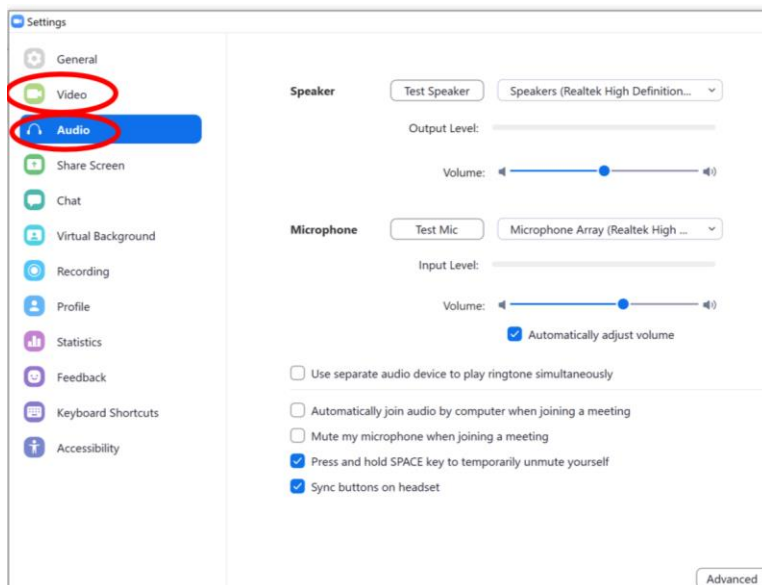 Settings
General
Video
Audio
Share Screen
Chat
Virtual Background
Recording
Profile
Statistics
Feedback
Keyboard Shortcuts
Accessibility
Speaker Test Speaker Speakers (Realtek High Definition...
Output Level:
Volume:
Microphone Test Mic Microphone Array (Realtek High ...
Input Level:
Volume:
Automatically adjust volume
Use separate audio device to play ringtone simultaneously
Automatically join audio by computer when joining a meeting
Mute my microphone when joining a meeting
Press and hold SPACE key to temporarily unmute yourself
Sync buttons on headset
Advanced